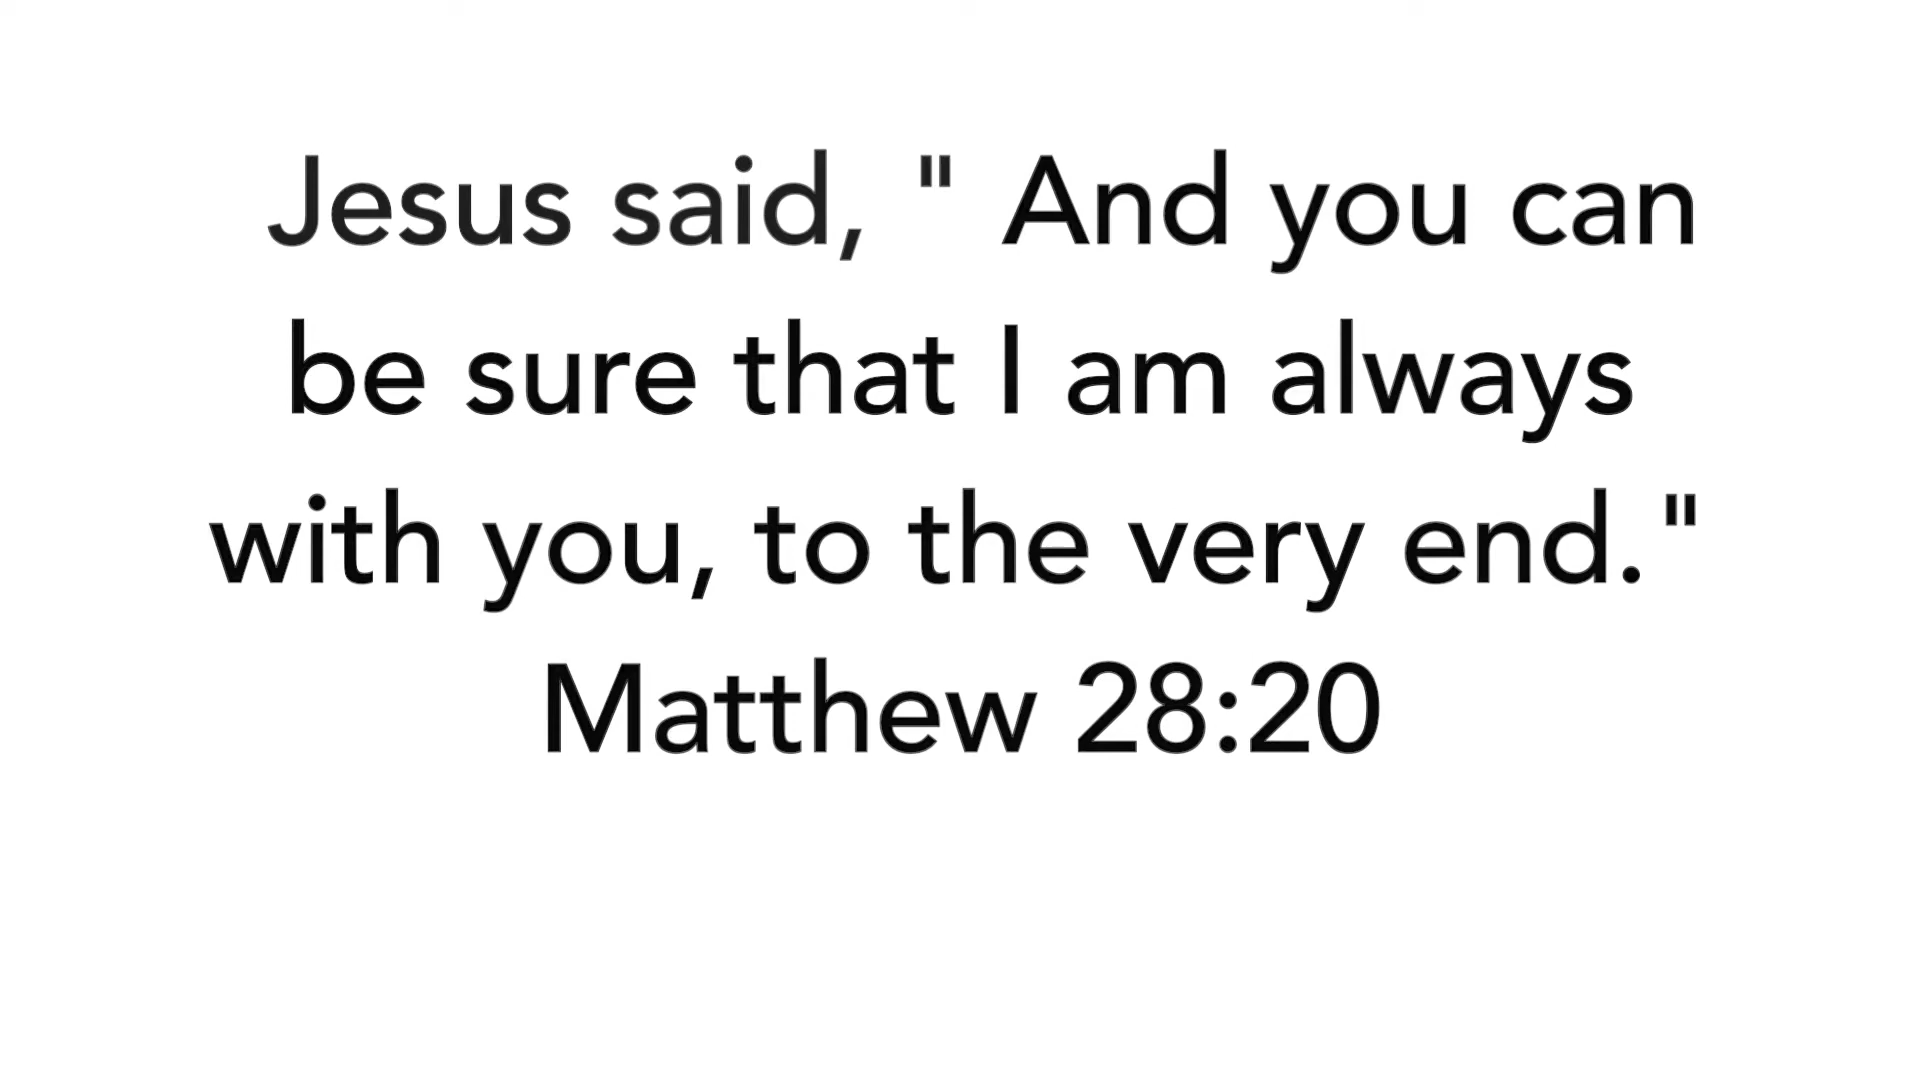 Jesus said, " And you can
be sure that I am always
with you, to the very end."
Matthew 28:20